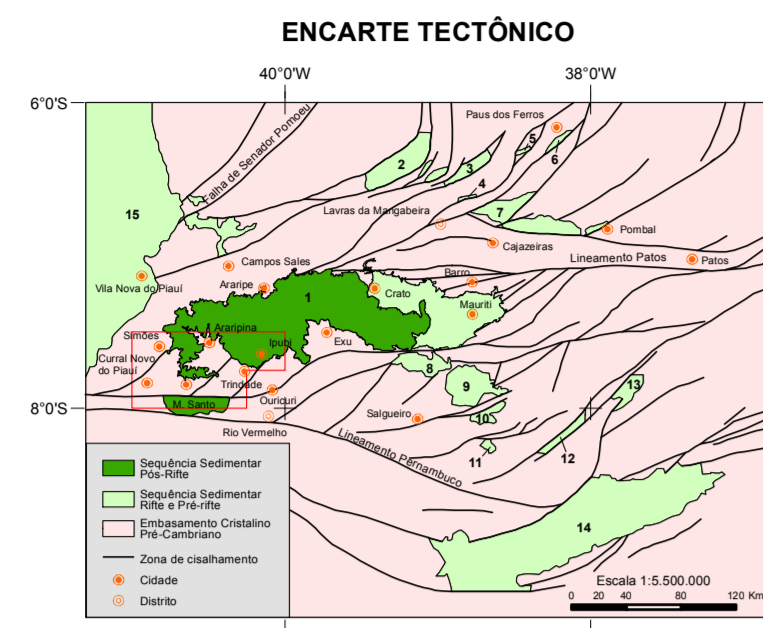 ENCARTE TECTÔNICO
40°0'W
38°0'W
6°0'S
Paus dos Ferros
Falha de Senador Pomoeu
5
6
2
3
4
15
Lavras da Mangabeira
7
Pombal
Cajazeiras
Campos Sales
Lineamento Patos
Patos
Vila Nova do Piauí
Araripe
Barro
1
Crato
Mauriti
Araripina
Simões
Ipubi
Exu
Curral Novo
do Piauí
8
Trindade
9
13
Ouricuri
8°0'S
M. Santo
Salgueiro
10
Rio Vermelho
Lineamento Pernambuco
11
12
14
Sequência Sedimentar
Pós-Rifte
Sequência Sedimentar
Rifte e Pré-rifte
Embasamento Cristalino
Pré-Cambriano
Zona de cisalhamento
Cidade
Distrito
Escala 1:5.500.000
0 20 40 80 120 Km